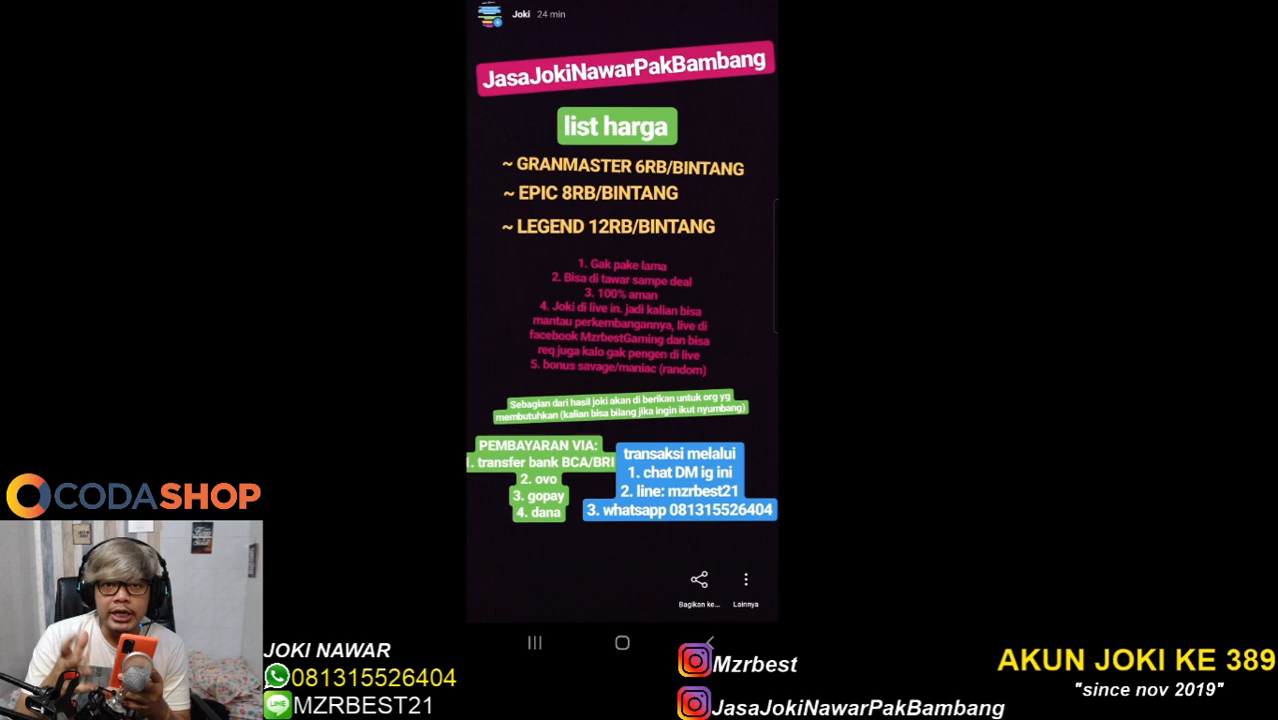 Joki 24 min
JasaJokiNawarPakBambang
list harga
~ GRANMASTER 6RB/BINTANG
~ EPIC 8RB/BINTANG
~ LEGEND 12RB/BINTANG
1. Gak pake lama
2. Bisa di tawar sampe deal
3. 100% aman
4. Joki di live in. jadi kalian bisa
mantau perkembangannya, live di
facebook MzrbestGaming dan bisa
req juga kalo gak pengen di live
5. bonus savage/maniac (random)
Sebagian dari hasil joki akan di berikan untuk org yg
membutuhkan (kalian bisa bilang jika ingin ikut nyumbang)
PEMBAYARAN VIA:
1. transfer bank BCA/BRI
2. ovo
3. gopay
4. dana
transaksi melalui
1. chat DM ig ini
2. line: mzrbest21
3. whatsapp 081315526404
Bagikan ke...
Lainnya
CODASHOP
JOKI NAWAR
081315526404
LINE
MZRBEST21
Mzrbest
JasaJokiNawarPakBambang
AKUN JOKI KE 389
"since nov 2019"